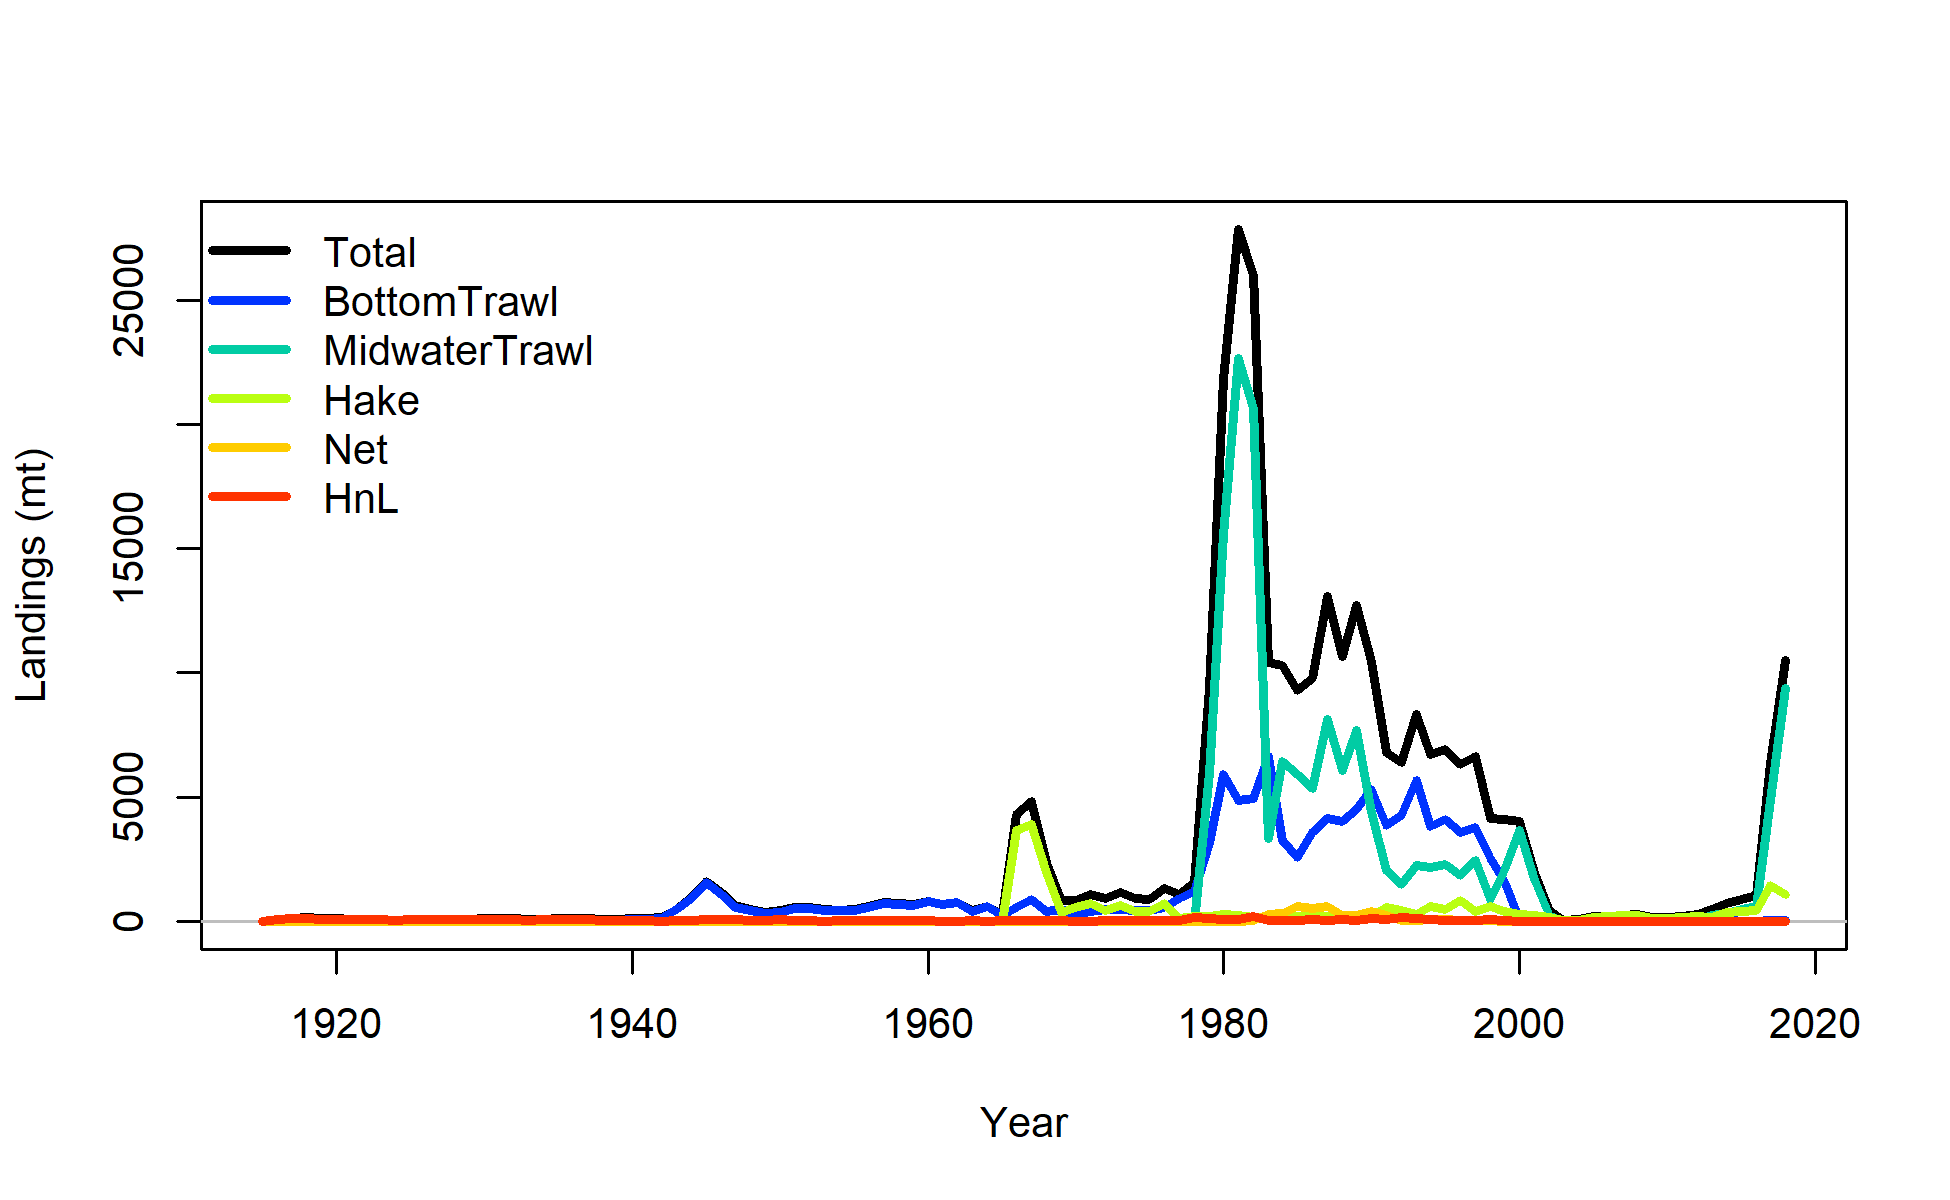 Total
BottomTrawl
MidwaterTrawl
Hake
Net
HnL
Landings (mt)
25000
15000
5000
0
1920 1940 1960 1980 2000 2020
Year